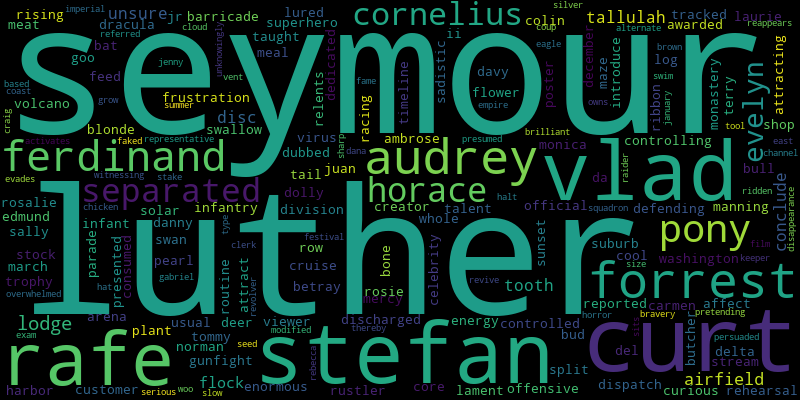 silver
rising imperial unsure jr barricade lured superhero cornelius colin tallulah tracked laurie
meat dracula referred cloud unknowingly taught ii coup alternate awarded reappears
seymour
bat jenny meal dedicated sadistic davy eagle poster december introduce log brown ribbon monastery attracting
goo feed vent relents timeline flower maze terry owns swim evelyn
volcano based coast grow frustration disc fame racing empire january shop
craig blonde summer swallow virus ambrose presumed brilliant tool
activates faked representative sharp dubbed monica controlling east
ferdinand witnessing juan dana audrey vlad channel
evades stake tail halt da raider bull conclude
separated dolly horace
rosalie chicken solar infantry creator talent official squadron defending manning ridden disappearance
edmund infant danny division whole pony
sally parade swan type clerk festival row celebrity sunset suburb film
luther
stock presented consumed pearl cruise bone cool washington keeper
march gabriel routine attract betray mercy rosie tooth size forrest
trophy hat revolver revive reported carmen affect
overwhelmed arena modified discharged energy controlled horror bravery pretending
lodge plant usual deer viewer thereby bud size butcher persuaded
exam tommy delta
rafe norman seed stefan curt
gunfight rebecca split del stream airfield
harbor customer serious woo flock slow enormous rustler core lament offensive dispatch curious rehearsal